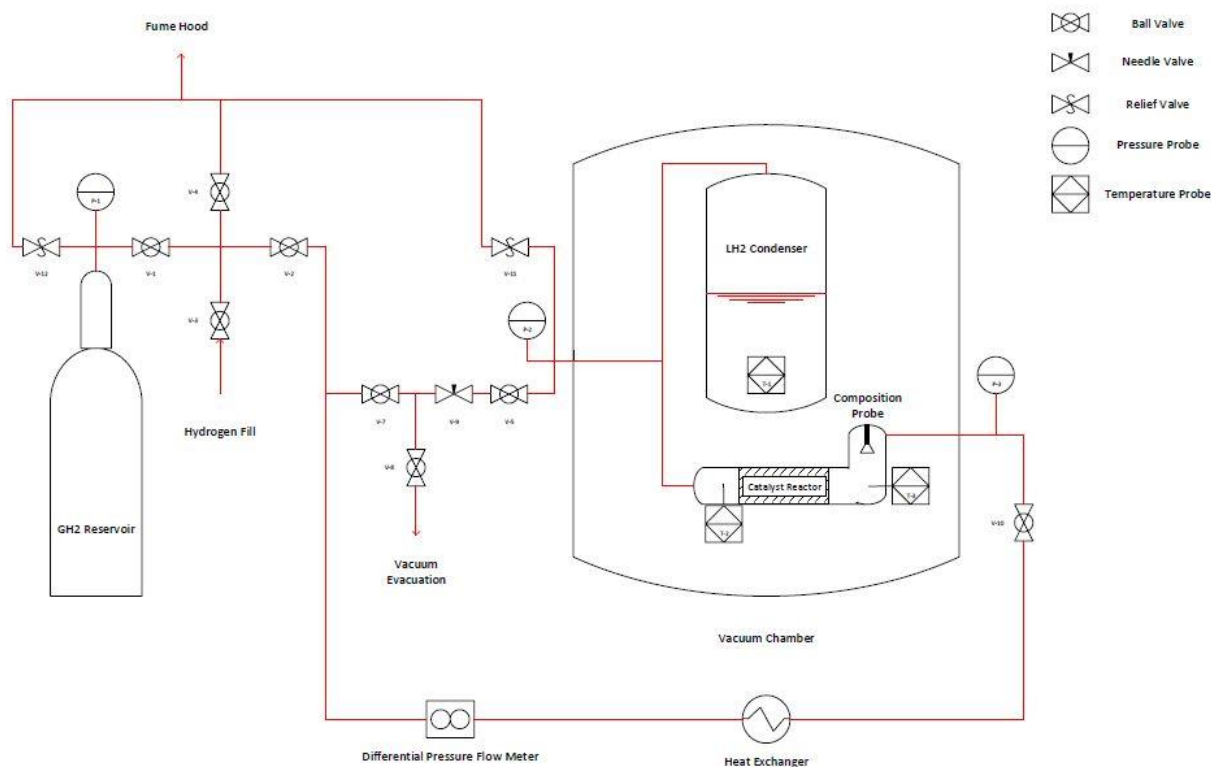 Fume Hood
Ball Valve
Needle Valve
Relief Valve
Pressure Probe
Temperature Probe
P-1
V-4
V-12
V-1
V-2
V-11
LH2 Condenser
V-3
P-2
T-1
P-3
Hydrogen Fill
V-7
V-9
V-5
Composition
Probe
V-8
Catalyst Reactor
T-2
V-10
GH2 Reservoir
Vacuum
Evacuation
Vacuum Chamber
Differential Pressure Flow Meter
Heat Exchanger